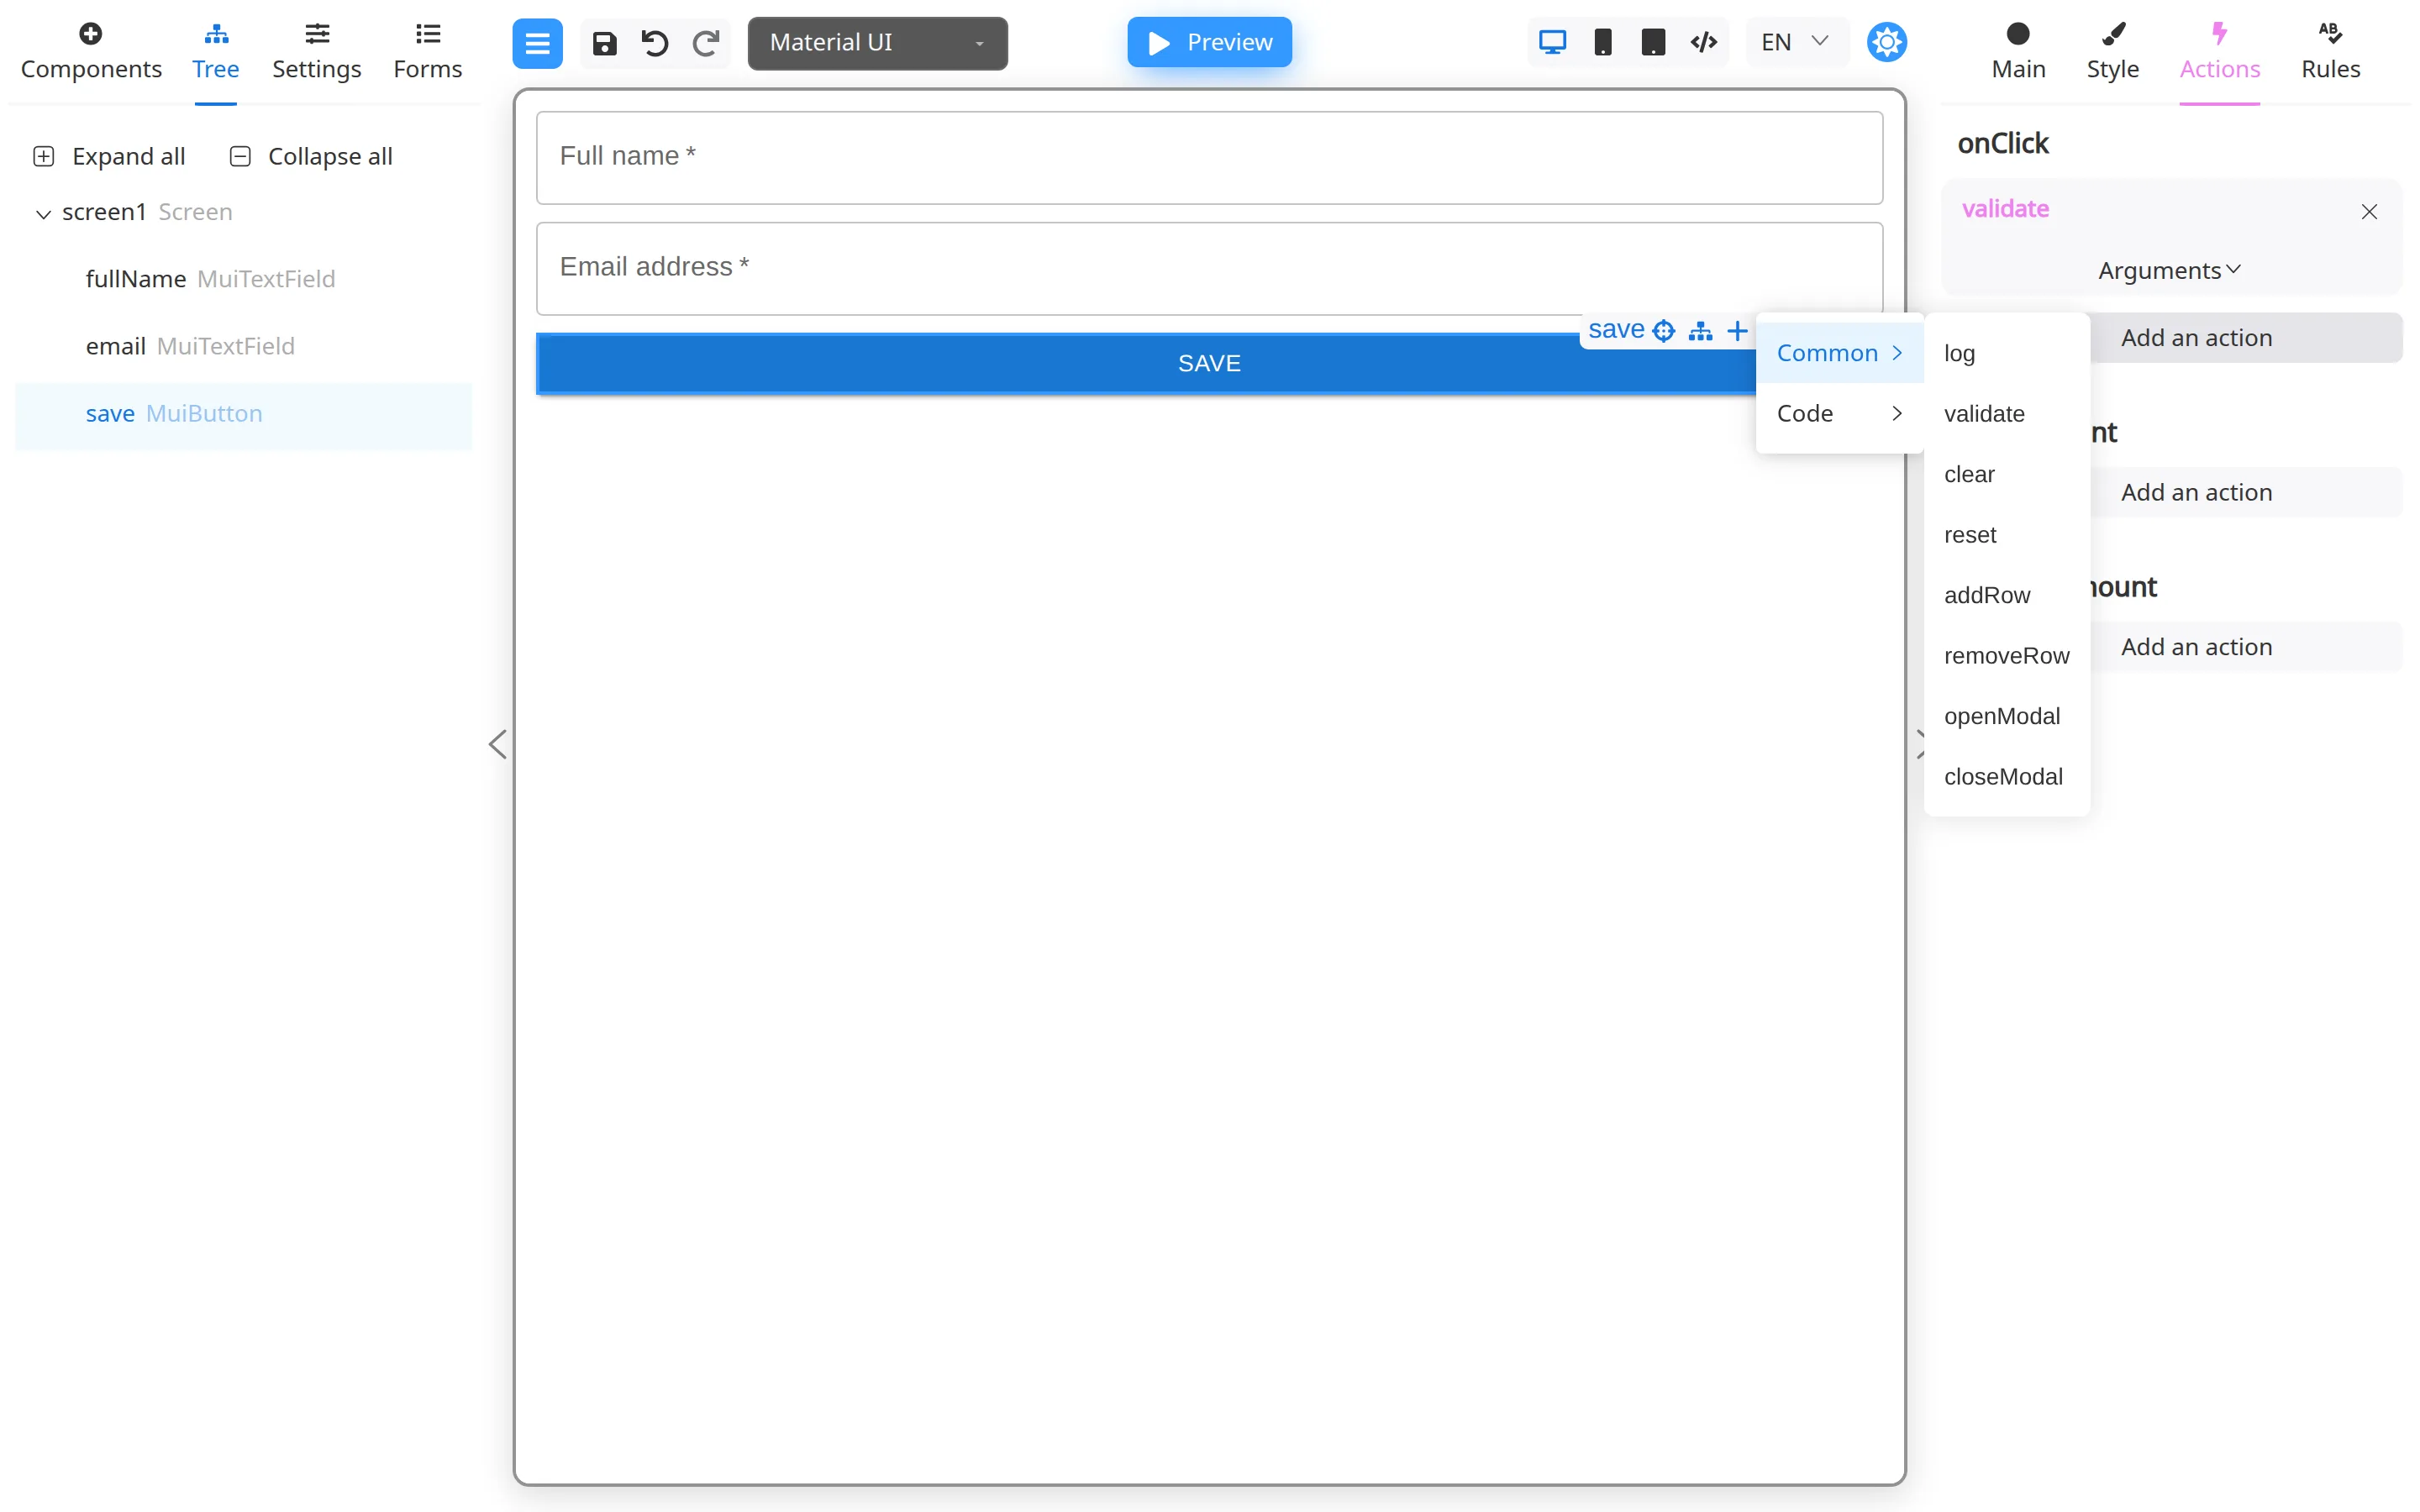 Components Tree Settings Forms
Material UI
Preview
EN
Main Style Actions Rules
Expand all Collapse all
screen1 Screen
fullName MuiTextField
email MuiTextField
save MuiButton
Full name *
Email address *
save
SAVE
onClick
validate
Arguments
Add an action
Common
Code
log
validate
clear
reset
addRow
removeRow
openModal
closeModal
nt
Add an action
ount
Add an action